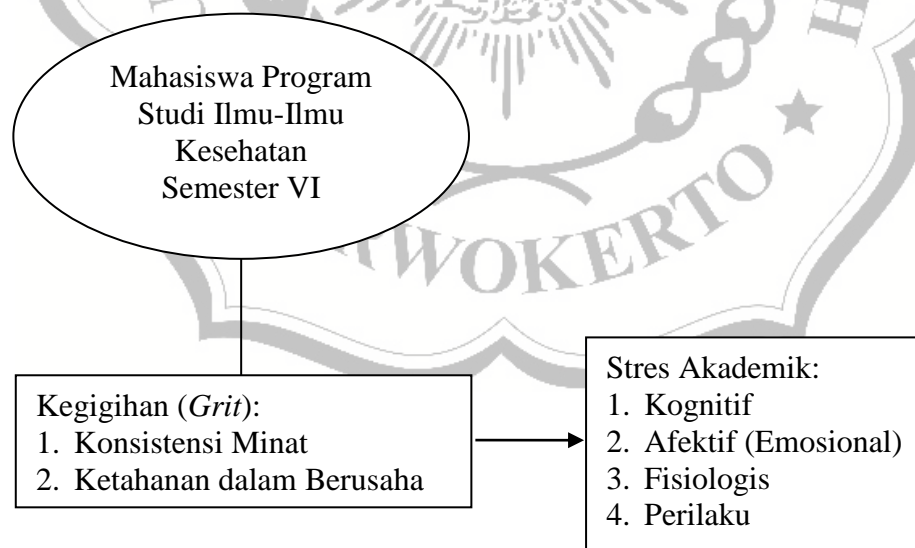 Mahasiswa Program
Studi Ilmu-Ilmu
Kesehatan
Semester VI
WOKERTO
Kegigihan (Grit):
1. Konsistensi Minat
2. Ketahanan dalam Berusaha
Stres Akademik:
1. Kognitif
2. Afektif (Emosional)
3. Fisiologis
4. Perilaku